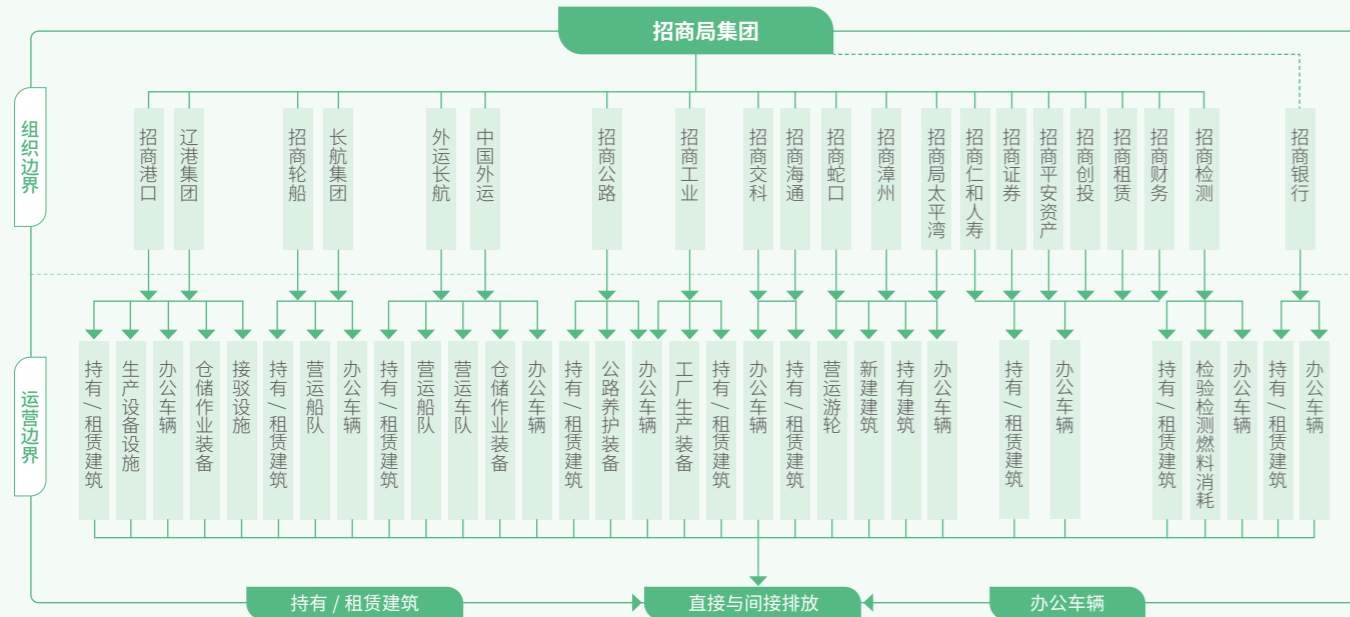 招商局集团
组织边界
招商港口
辽港集团
招商轮船
长航集团
外运长航
中国外运
招商公路
招商工业
招商交科
招商海通
招商蛇口
招商漳州
招商局太平湾
招商仁和人寿
招商证券
招商平安资产
招商创投
招商租赁
招商财务
招商检测
招商银行
运营边界
持有/租赁建筑
生产设备设施
办公车辆
仓储作业装备
接驳设施
持有/租赁建筑
营运船队
办公车辆
持有/租赁建筑
营运船队
营运车队
仓储作业装备
办公车辆
持有/租赁建筑
公路养护装备
办公车辆
工厂生产装备
持有/租赁建筑
办公车辆
持有/租赁建筑
营运游轮
新建建筑
持有建筑
办公车辆
持有/租赁建筑
办公车辆
持有/租赁建筑
检验检测燃料消耗
办公车辆
持有/租赁建筑
办公车辆
持有 / 租赁建筑
直接与间接排放
办公车辆